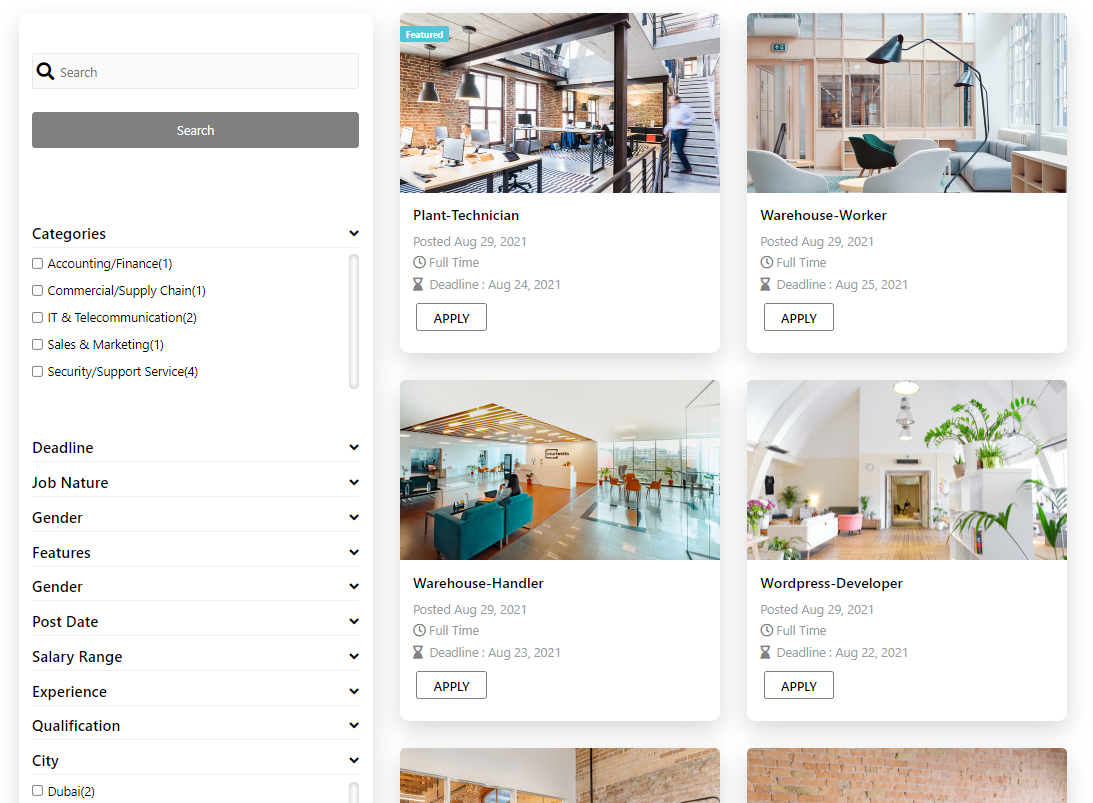 Search
Search
Categories
Accounting/Finance(1)
Commercial/Supply Chain(1)
IT & Telecommunication(2)
Sales & Marketing(1)
Security/Support Service(4)
Deadline
Job Nature
Gender
Features
Gender
Post Date
Salary Range
Experience
Qualification
City
Dubai(2)
Featured
Plant-Technician
Posted Aug 29, 2021
Full Time
Deadline : Aug 24, 2021
APPLY
Warehouse-Worker
Posted Aug 29, 2021
Full Time
Deadline : Aug 25, 2021
APPLY
smartworks
Warehouse-Handler
Posted Aug 29, 2021
Full Time
Deadline : Aug 23, 2021
APPLY
Wordpress-Developer
Posted Aug 29, 2021
Full Time
Deadline : Aug 22, 2021
APPLY